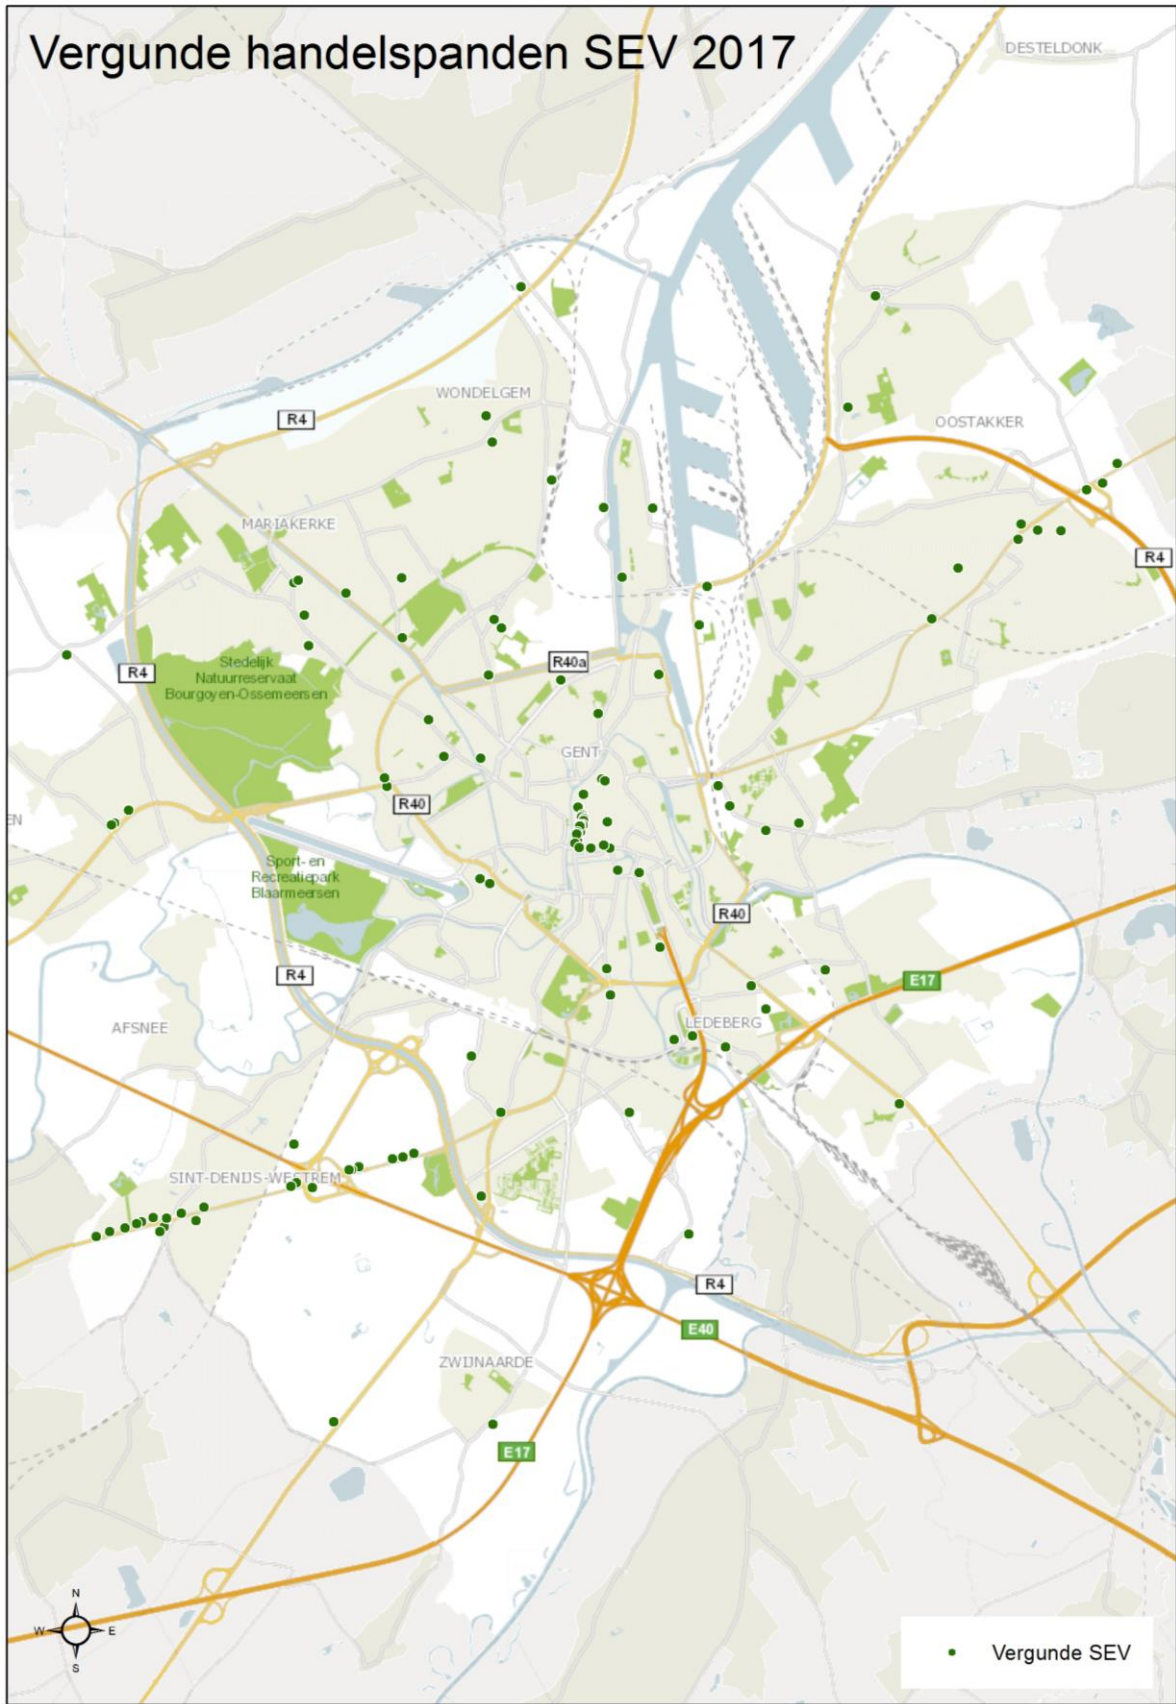 Vergunde handelspanden SEV 2017
DESTELDONK
WONDELGEM
R4
OOSTAKKER
MARIAKERKE
R4
R4
Stedelijk
Natuurreservaat
Bourgoyen-Ossemeersen
R40a
GENT
R40
EN
Sport- en
Recreatiepark
Blaarmeersen
R40
R4
E17
AFSNEE
LEDEBERG
SINT-DENIJS-WESTREM
R4
E40
ZWIJNAARDE
E17
N
W E
S
Vergunde SEV